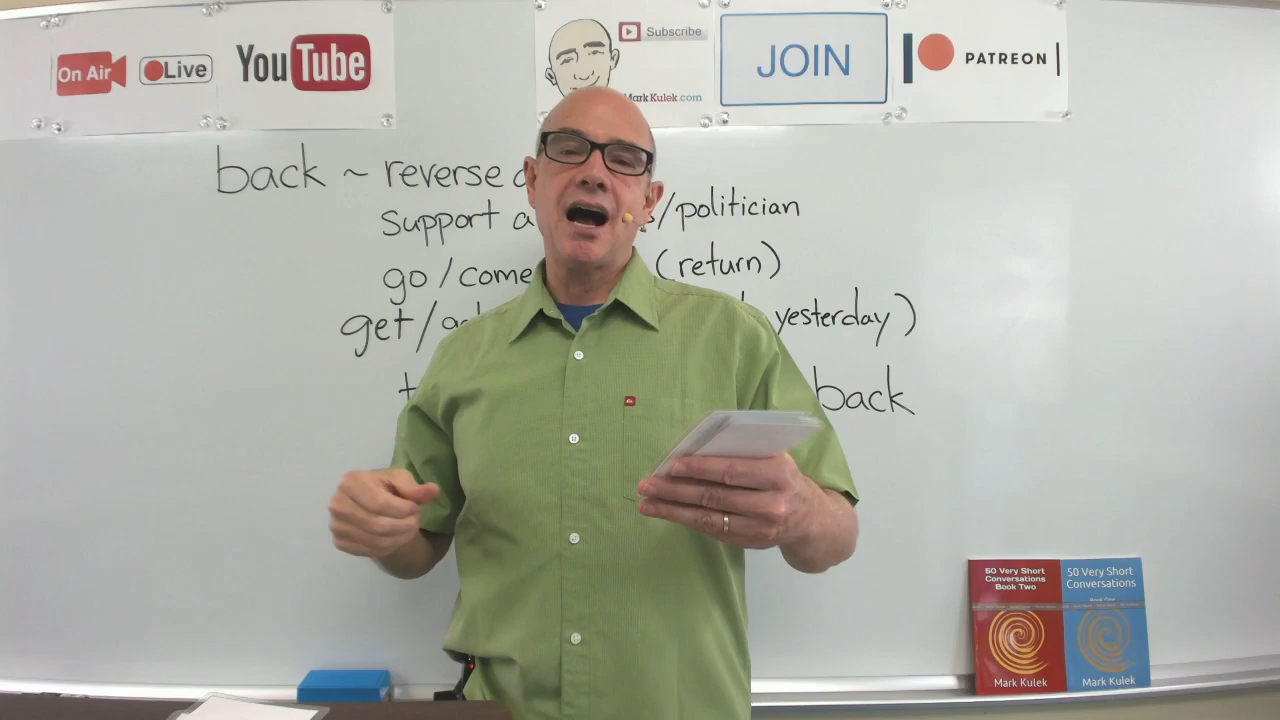 On Air
Live
YouTube
Subscribe
MarkKulek.com
JOIN
PATREON
back ~ reverse
support /politician
go / come (return)
get / yesterday)
back
50 Very Short
Conversations
Book Two
Mark Kulek
50 Very Short
Conversations
Mark Kulek